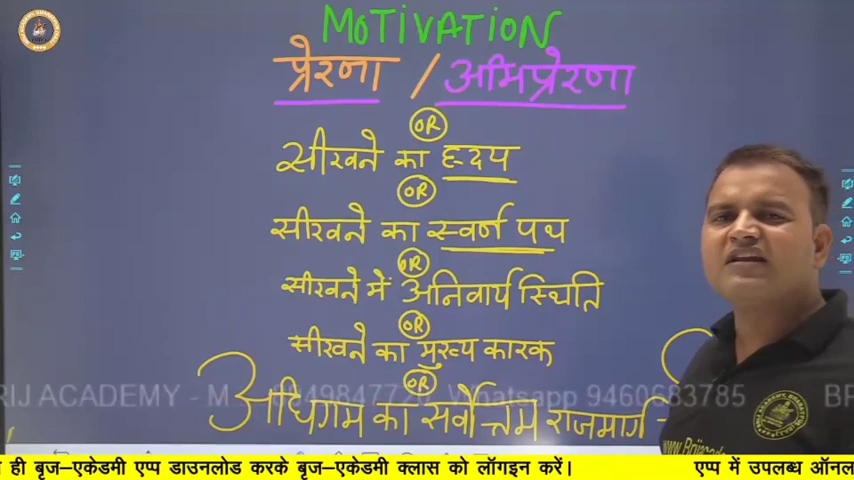 MOTiVATiON
प्रेरना / अभिप्रेरणा
OR
सीखने का ह्दय
OR
सीखने का स्वर्ण पथ
OR
सीखने में अनिवार्य स्थिति
OR
सीखने का मुख्य कारक
OR
अधिगम का सर्वोत्तम राजमार्ग
RIJ ACADEMY - M Whatsapp 9460683785
ही बृज–एकेडमी एप्प डाउनलोड करके बृज–एकेडमी क्लास को लॉगइन करें। एप्प में उपलब्ध ऑनल